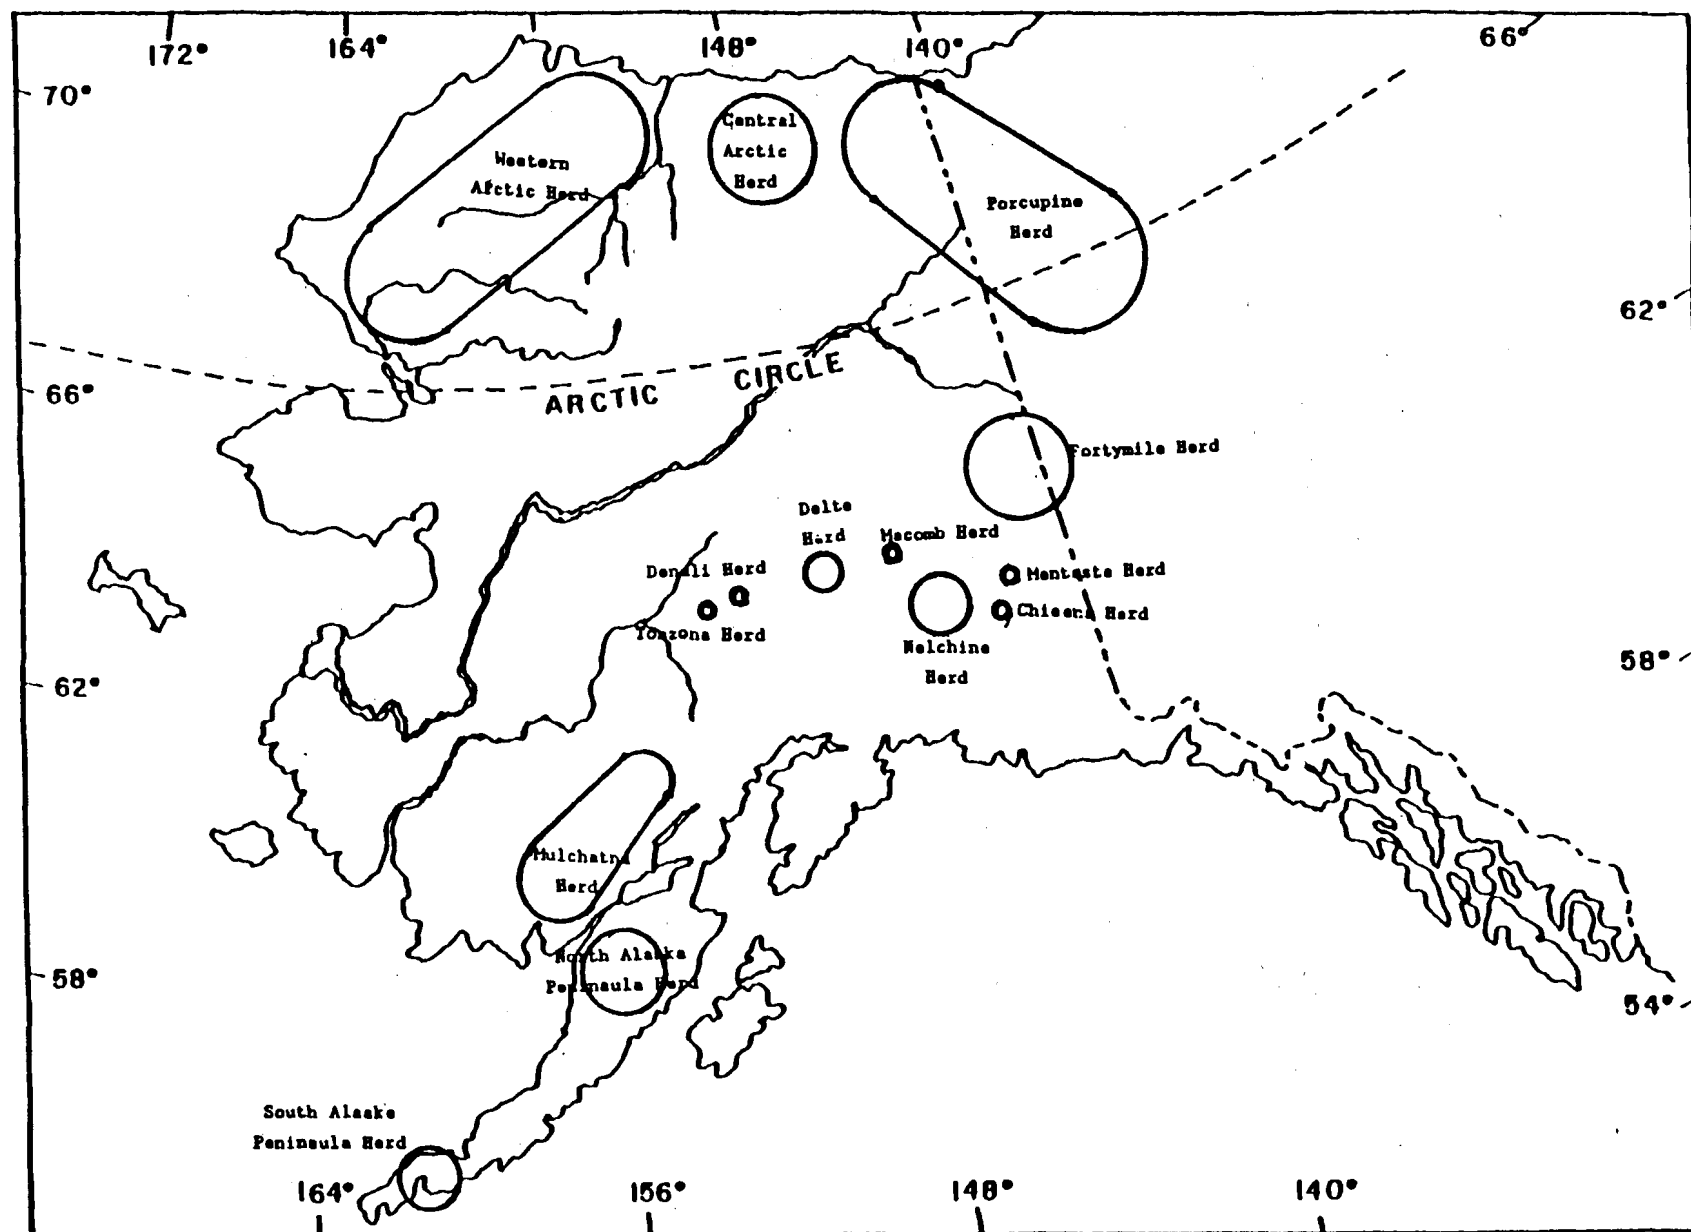 172°
164°
148°
140°
66°
70°
Central
Arctic
Herd
Western
Arctic Herd
Porcupine
Herd
62°
ARCTIC CIRCLE
66°
Fortymile Herd
Delta
Herd
Macomb Herd
Denali Herd
Mentasta Herd
Chisana Herd
Tonzona Herd
Nelchina
Herd
58°
62°
Mulchatna
Herd
North Alaska
Peninsula Herd
58°
54°
South Alaska
Peninsula Herd
164°
156°
148°
140°